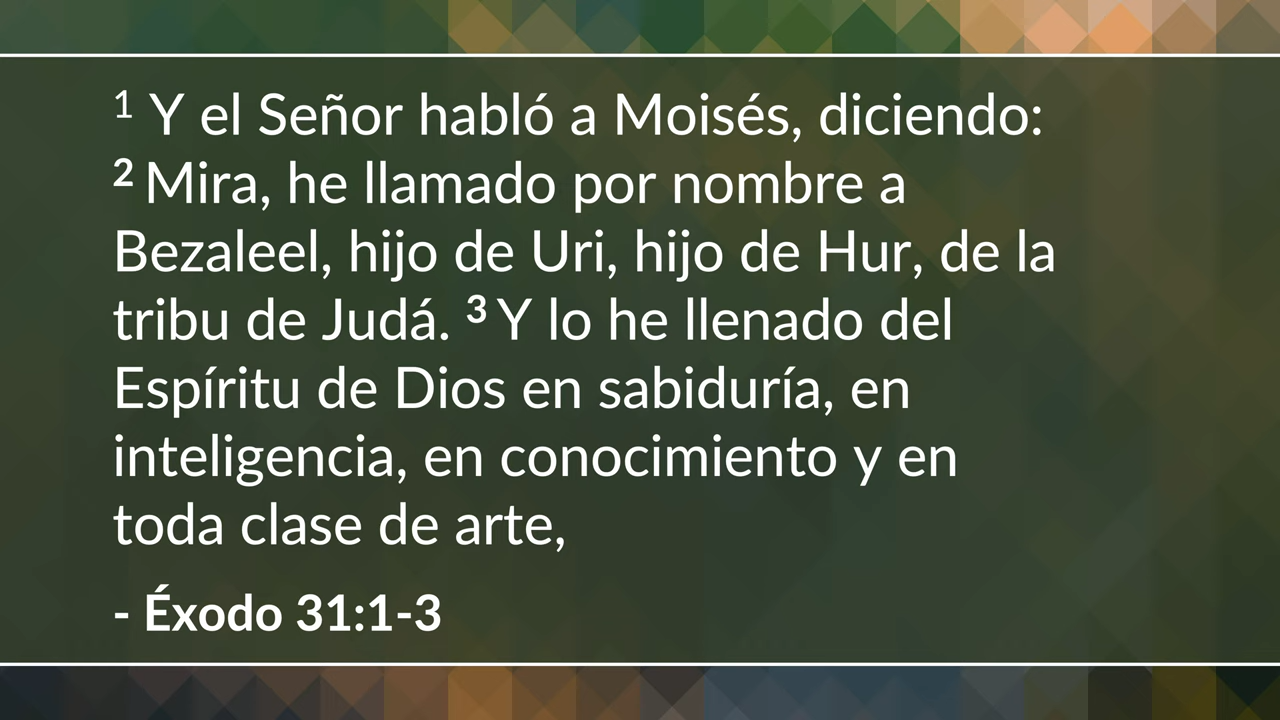 1 Y el Señor habló a Moisés, diciendo:
2 Mira, he llamado por nombre a
Bezaleel, hijo de Uri, hijo de Hur, de la
tribu de Judá. 3 Y lo he llenado del
Espíritu de Dios en sabiduría, en
inteligencia, en conocimiento y en
toda clase de arte,
- Éxodo 31:1-3